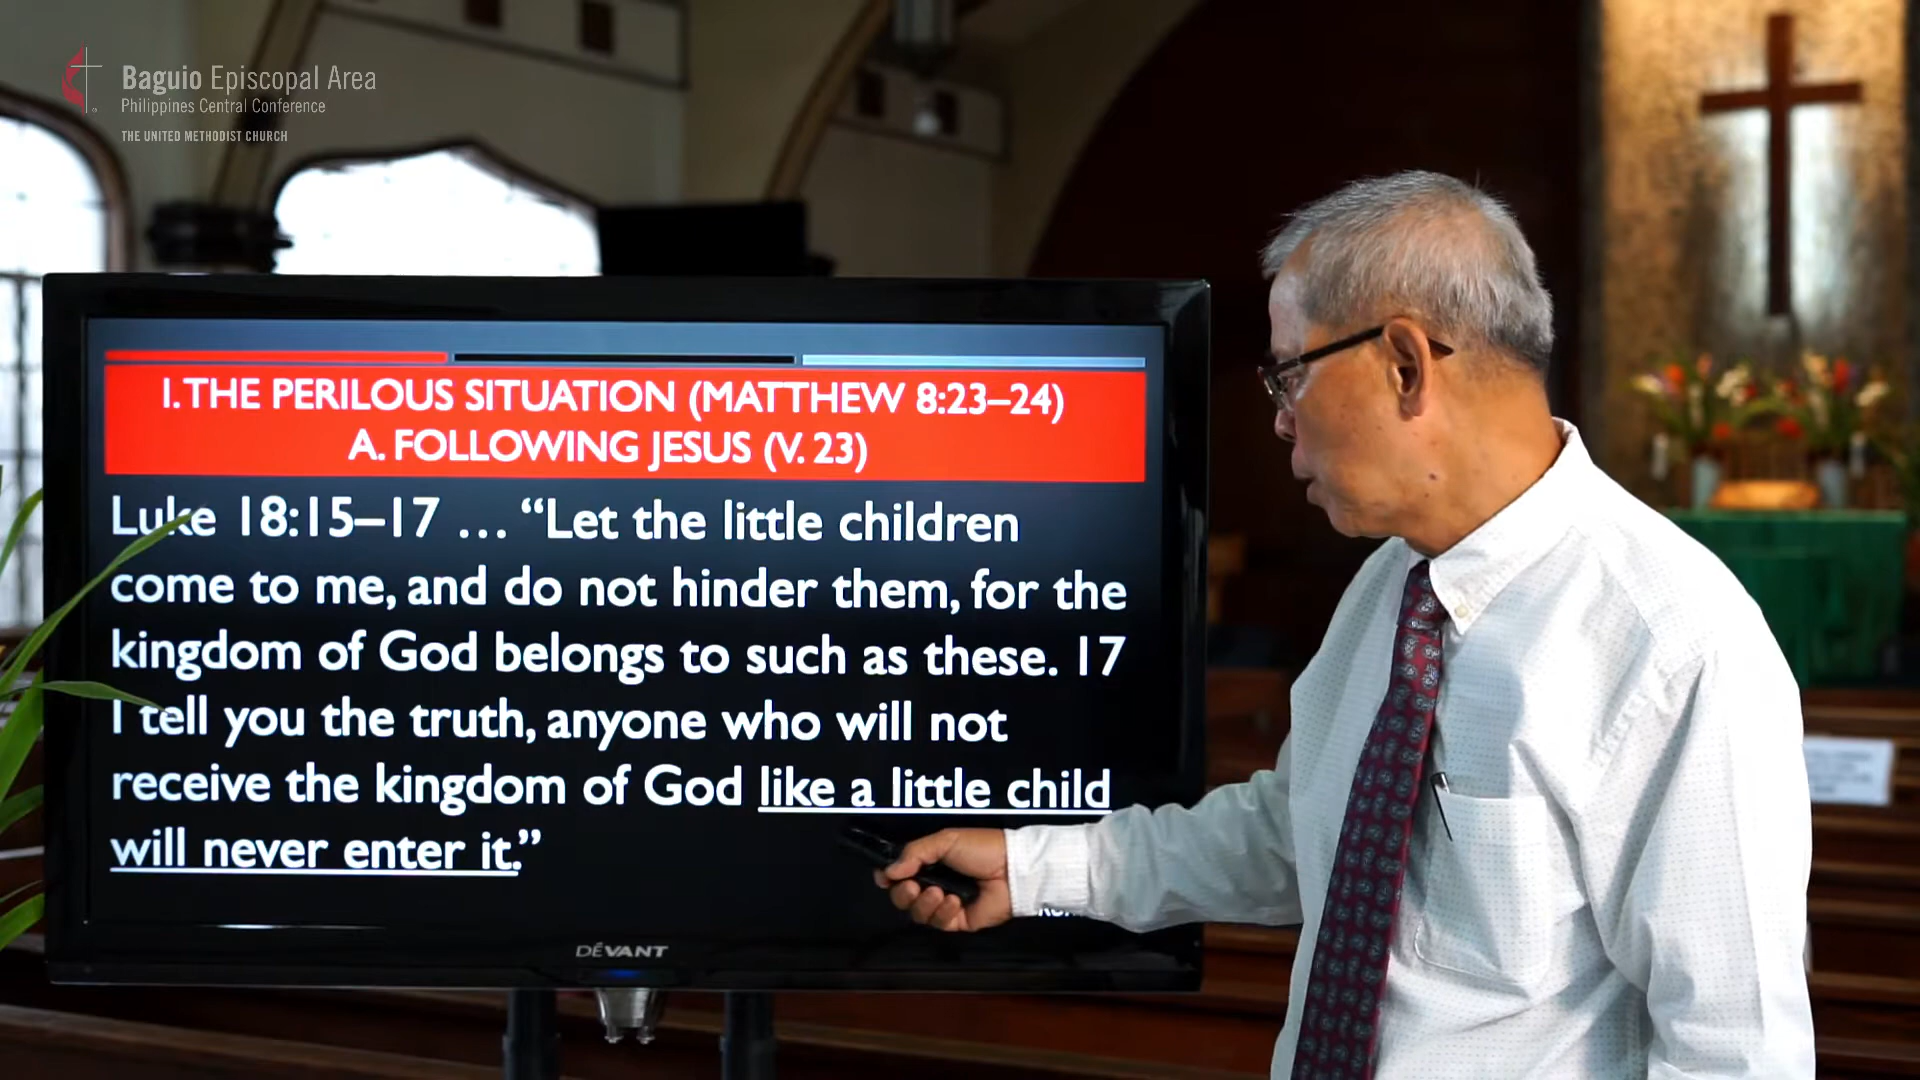 Baguio Episcopal Area
Philippines Central Conference
THE UNITED METHODIST CHURCH
I. THE PERILOUS SITUATION (MATTHEW 8:23–24)
A. FOLLOWING JESUS (V. 23)
Luke 18:15–17 … “Let the little children
come to me, and do not hinder them, for the
kingdom of God belongs to such as these. 17
I tell you the truth, anyone who will not
receive the kingdom of God like a little child
will never enter it.”
DEVANT